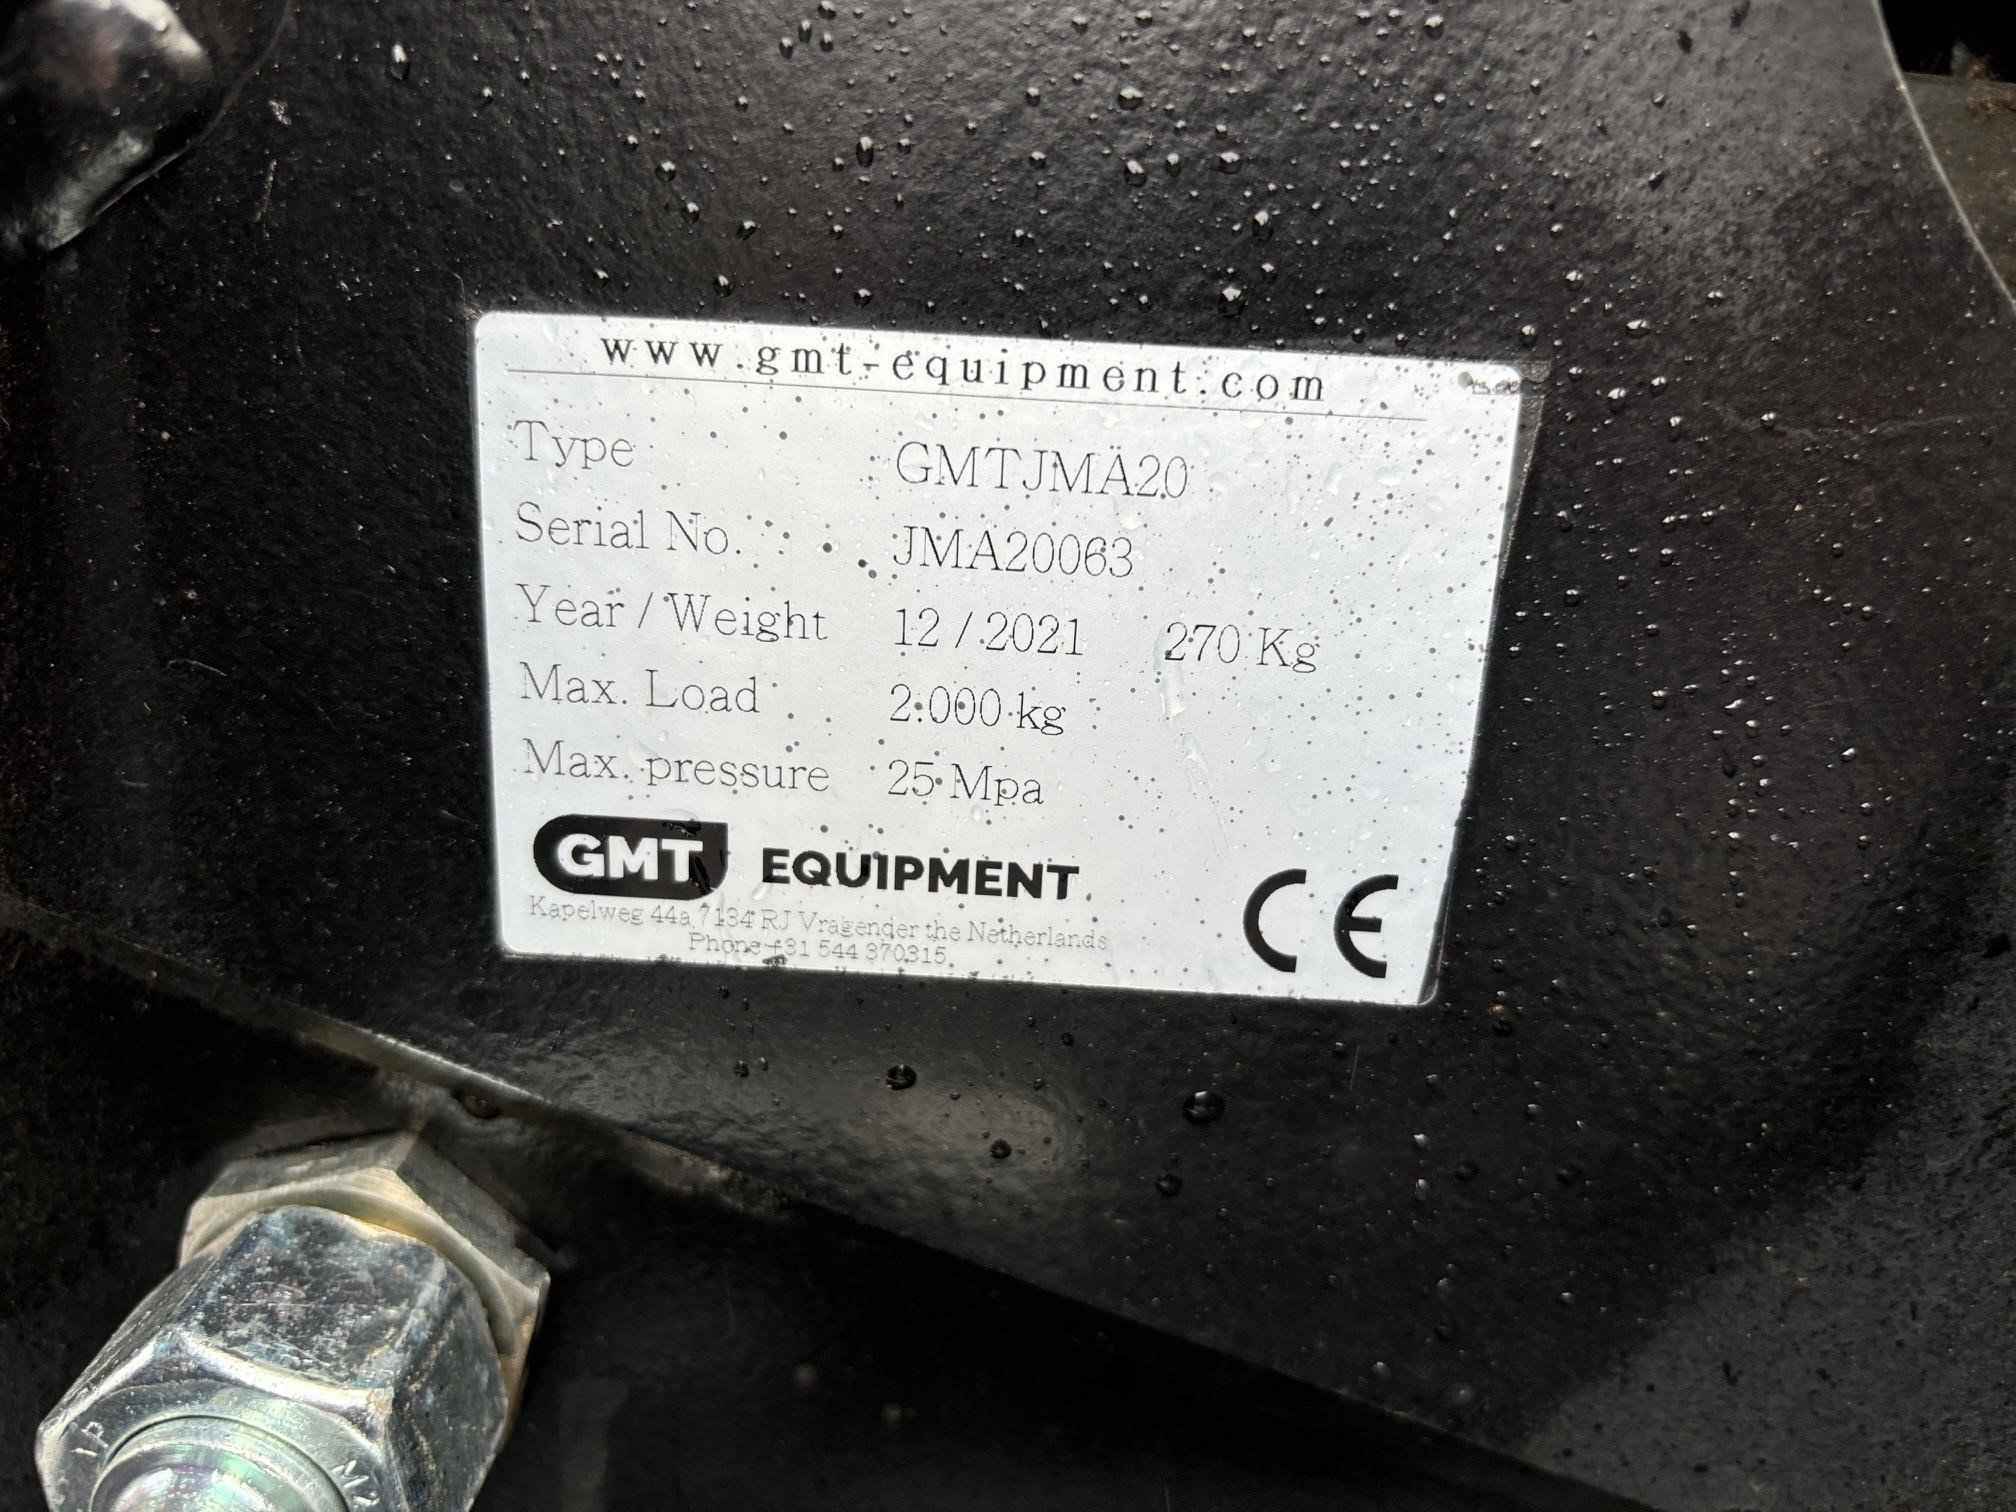 www.gmt-equipment.com
Type GMTJMA20
Serial No. JMA20063
Year / Weight 12 / 2021 270 Kg
Max. Load 2.000 kg
Max. pressure 25 Mpa
GMT EQUIPMENT
CE
Kapelweg 44a 7134 RJ Vragender the Netherlands
Phone +31 544 370315
1P